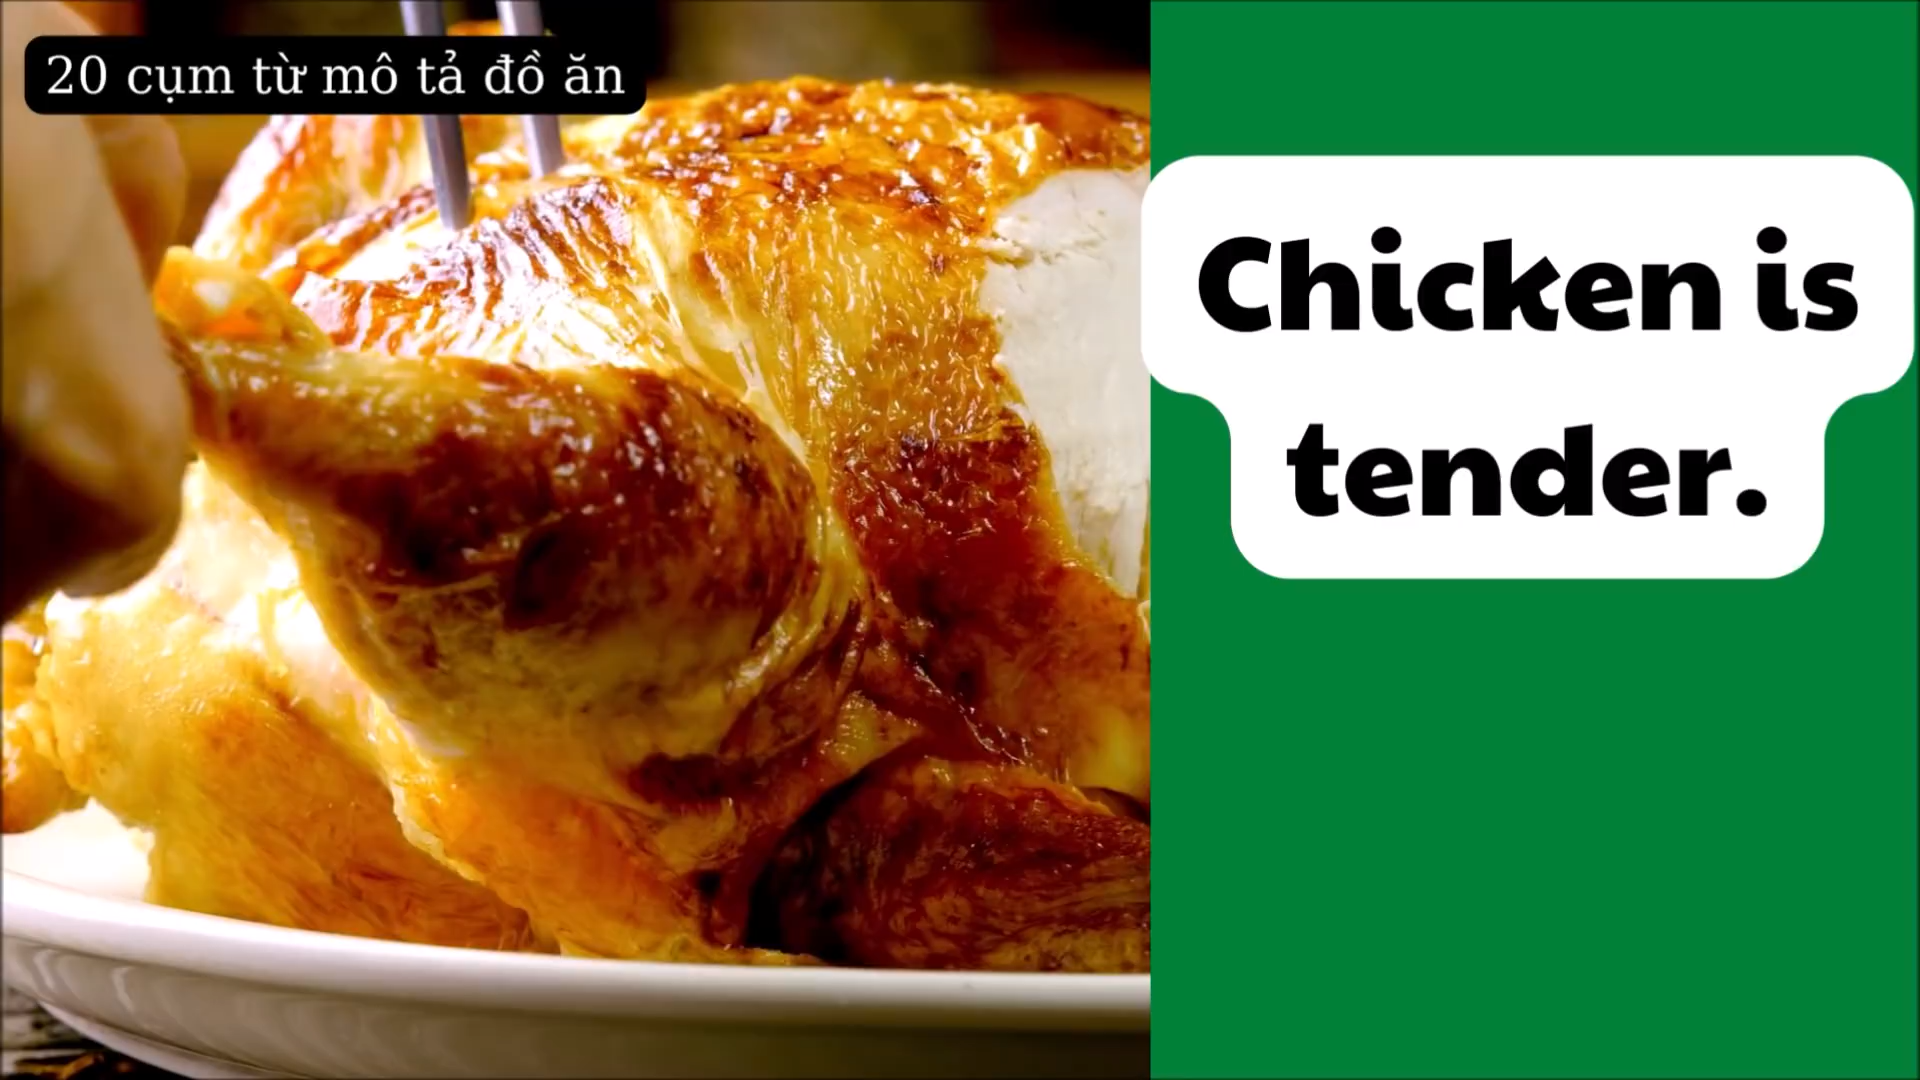 20 cụm từ mô tả đồ ăn
Chicken is
tender.